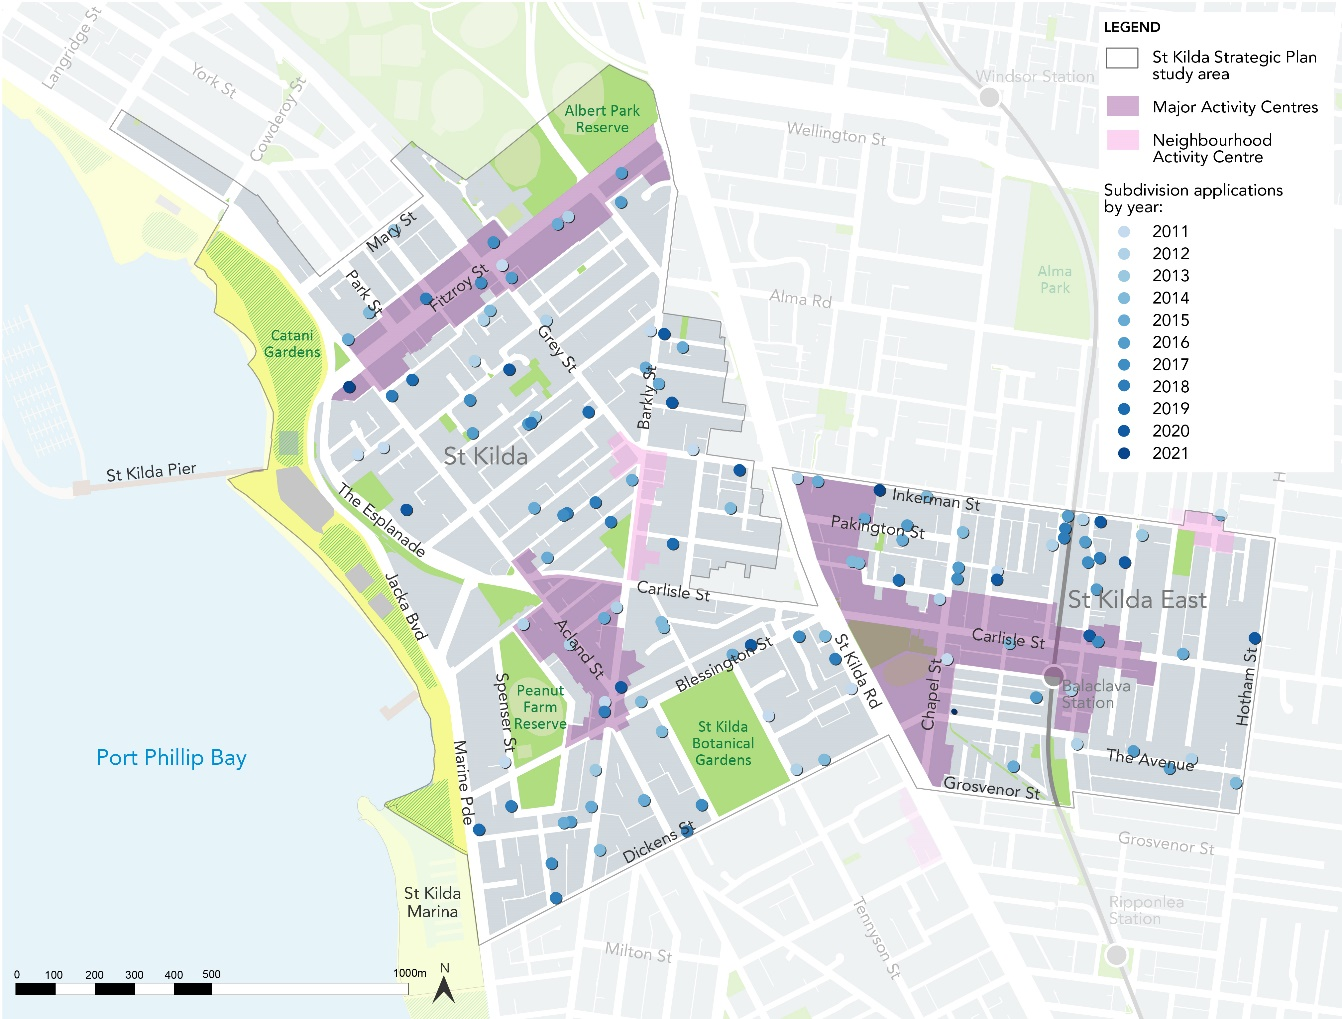 LEGEND
St Kilda Strategic Plan
study area
Major Activity Centres
Neighbourhood
Activity Centre
Subdivision applications
by year:
2011
2012
2013
2014
2015
2016
2017
2018
2019
2020
2021
Langridge St
York St
Cowderoy St
Windsor Station
Wellington St
Albert Park
Reserve
Mary St
Park St
Fitzroy St
Alma
Park
Alma Rd
Catani
Gardens
Grey St
Barkly St
St Kilda
St Kilda Pier
The Esplanade
Inkerman St
Pakington St
Jacka Bvd
Carlisle St
St Kilda East
Acland St
Blessington St
St Kilda Rd
Carlisle St
Chapel St
Hotham St
Balaclava
Station
Spenser St
Peanut
Farm
Reserve
St Kilda
Botanical
Gardens
Port Phillip Bay
Marine Pde
The Avenue
Grosvenor St
Dickens St
Grosvenor St
St Kilda
Marina
Ripponlea
Station
Tennyson St
Milton St
H
0 100 200 300 400 500 1000m
N